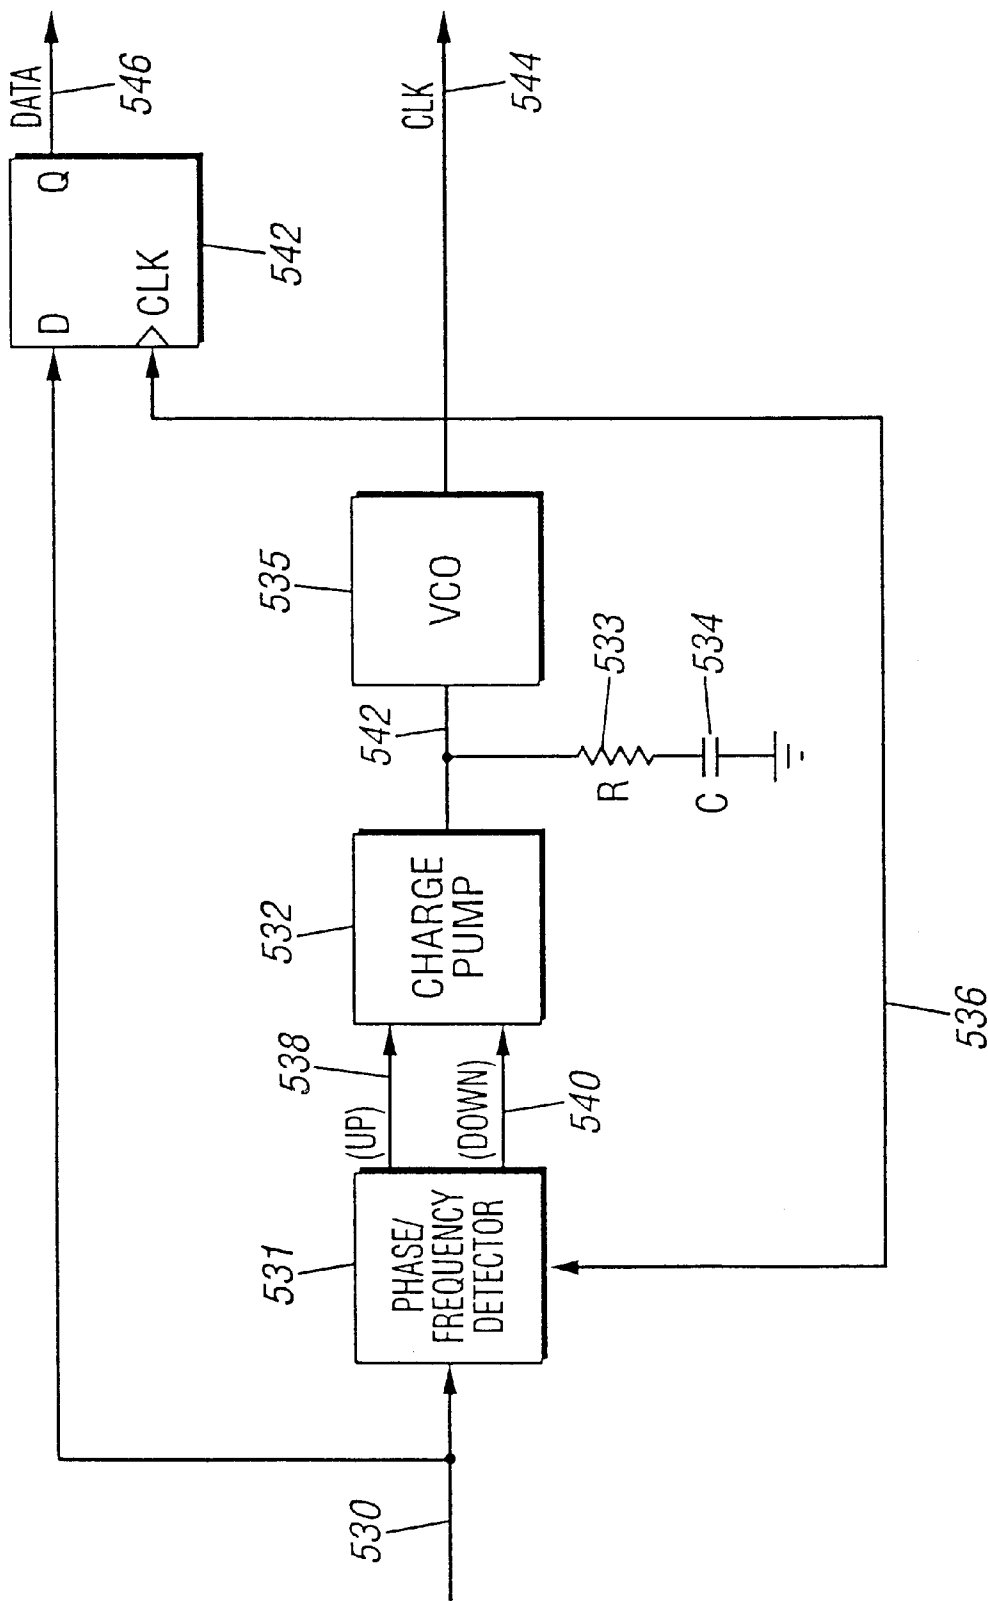 DATA
546
D
Q
CLK
542
CLK
544
535
VCO
542
533
R
534
C
532
CHARGE
PUMP
538
(UP)
(DOWN)
540
531
PHASE/
FREQUENCY
DETECTOR
530
536